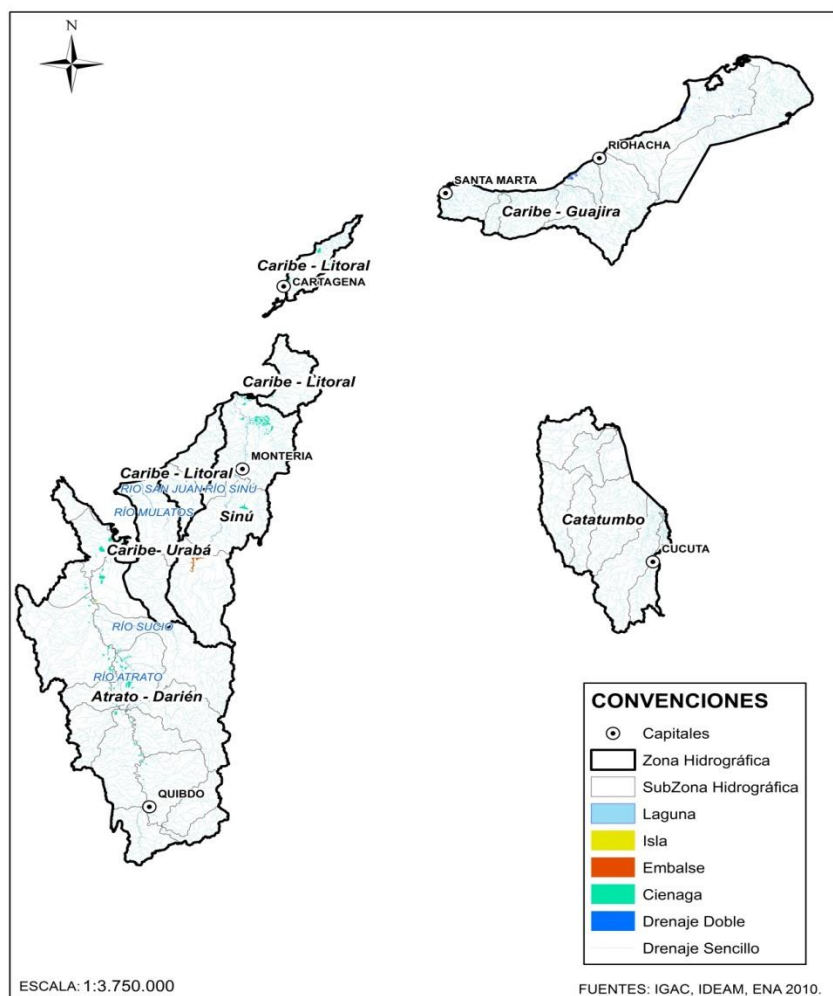 N
RIOHACHA
SANTA MARTA
Caribe - Guajira
Caribe - Litoral
CARTAGENA
Caribe - Litoral
MONTERIA
Caribe - Litoral
RÍO SAN JUAN RÍO SINÚ
RÍO MULATOS
Sinú
Caribe- Urabá
Catatumbo
CUCUTA
RÍO SUCIO
RÍO ATRATO
Atrato - Darién
QUIBDO
CONVENCIONES
Capitales
Zona Hidrográfica
SubZona Hidrográfica
Laguna
Isla
Embalse
Cienaga
Drenaje Doble
Drenaje Sencillo
ESCALA: 1:3.750.000
FUENTES: IGAC, IDEAM, ENA 2010.